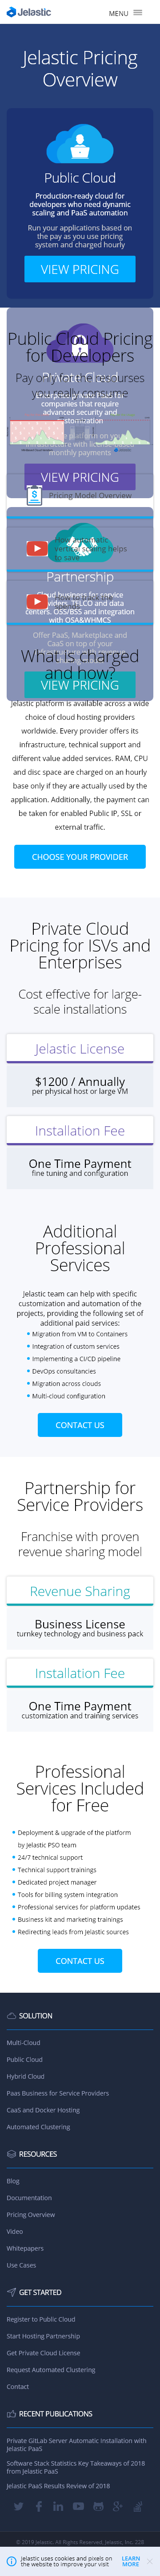 Jelastic
MENU
Jelastic Pricing
Overview
Public Cloud
Production-ready cloud for
developers who need dynamic
scaling and PaaS automation
Run your applications based on
the pay as you use pricing
system and charged hourly
VIEW PRICING
Public Cloud Pricing
for Developers
Pay only for the resources
you really consume
companies that require
advanced security and
customization
monthly payments
VIEW PRICING
Pricing Model Overview
vertical scaling helps
to save
Partnership
Cloud business for service
providers, TELCO and data
centers. OSS/BSS and integration
with OSA&WHMCS
Offer PaaS, Marketplace and
CaaS on top of your
What is charged
and how?
VIEW PRICING
Jelastic platform is available across a wide
choice of cloud hosting providers
worldwide. Every provider offers its
infrastructure, technical support and
different prices for cloud resources. RAM, CPU
and disk space are charged on an hourly
base only if they are actually used by the
application. Additionally, the payment can
be taken for enabled Public IP, SSL or
external traffic.
CHOOSE YOUR PROVIDER
Private Cloud
Pricing for ISVs and
Enterprises
Cost effective for large-
scale installations
Jelastic License
$1200 / Annually
per physical host or large VM
Installation Fee
One Time Payment
fine tuning and configuration
Additional
Professional
Services
Jelastic team can help with specific
customization and automation of the
projects, providing the following set of
additional paid services:
Migration from VM to Containers
Integration of custom services
Implementing a CI/CD pipeline
DevOps consultancies
Migration across clouds
Multi-cloud configuration
CONTACT US
Partnership for
Service Providers
Franchise with proven
revenue sharing model
Revenue Sharing
Business License
turnkey technology and business pack
Installation Fee
One Time Payment
customization and training services
Professional
Services Included
for Free
Deployment & upgrade of the platform
by Jelastic PSO team
24/7 technical support
Technical support trainings
Dedicated project manager
Tools for billing system integration
Professional services for platform updates
Business kit and marketing trainings
Redirecting leads from Jelastic sources
CONTACT US
SOLUTION
Multi-Cloud
Public Cloud
Hybrid Cloud
Paas Business for Service Providers
CaaS and Docker Hosting
Automated Clustering
RESOURCES
Blog
Documentation
Pricing Overview
Video
Whitepapers
Use Cases
GET STARTED
Register to Public Cloud
Start Hosting Partnership
Get Private Cloud License
Request Automated Clustering
Contact
RECENT PUBLICATIONS
Private GitLab Server Automatic Installation with
Jelastic PaaS
Software Stack Statistics Key Takeaways of 2018
from Jelastic PaaS
Jelastic PaaS Results Review of 2018
© 2019 Jelastic. All Rights Reserved. Jelastic, Inc. 228
Jelastic uses cookies and pixels on
the website to improve your visit
LEARN
MORE